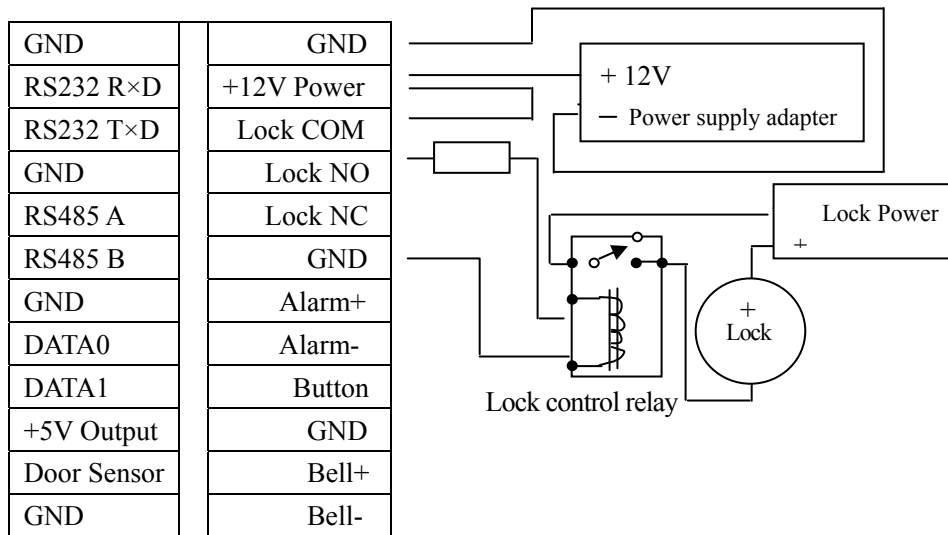 GND
RS232 R×D
RS232 T×D
GND
RS485 A
RS485 B
GND
DATA0
DATA1
+5V Output
Door Sensor
GND
GND
+12V Power
Lock COM
Lock NO
Lock NC
GND
Alarm+
Alarm-
Button
GND
Bell+
Bell-
+ 12V
− Power supply adapter
Lock Power
+
+
Lock
Lock control relay